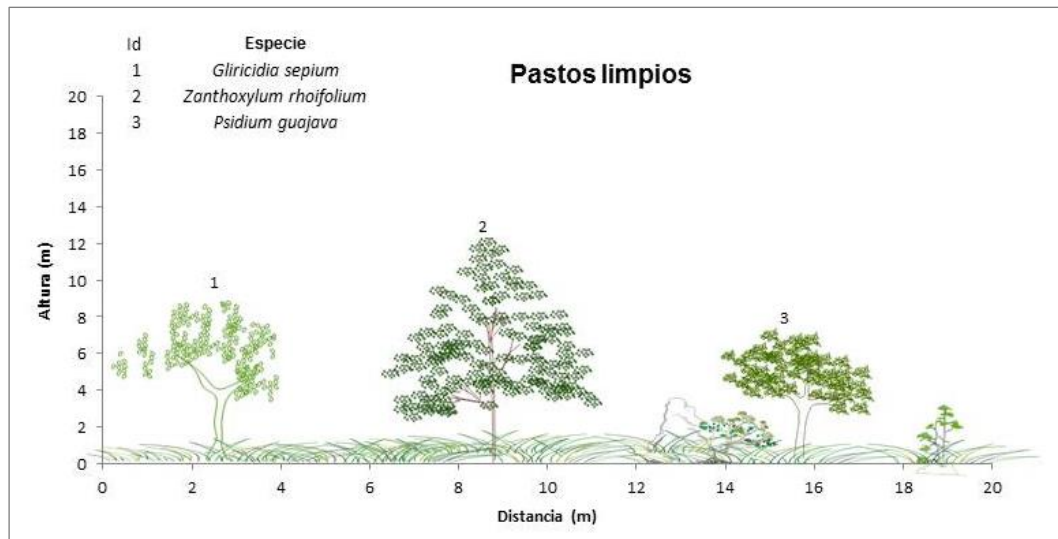 Id Especie
1 Gliricidia sepium
2 Zanthoxylum rhoifolium
3 Psidium guajava
Pastos limpios
Altura (m)
20
18
16
14
12
10
8
6
4
2
0
1
2
3
0 2 4 6 8 10 12 14 16 18 20
Distancia (m)